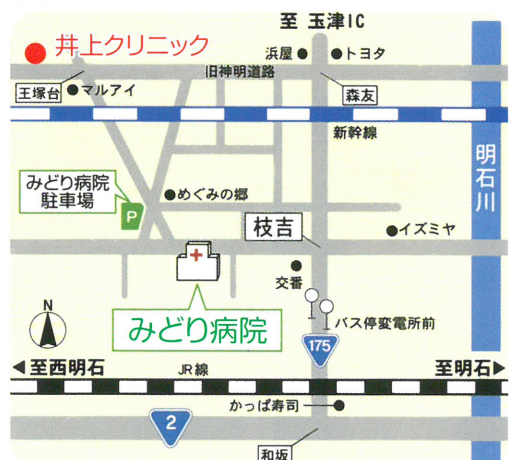 至 玉津IC
井上クリニック
浜屋
トヨタ
旧神明道路
王塚台
マルアイ
森友
新幹線
明石川
みどり病院
駐車場
P
めぐみの郷
枝吉
イズミヤ
交番
N
みどり病院
バス停変電所前
175
至西明石
JR線
至明石
かっぱ寿司
2
和坂